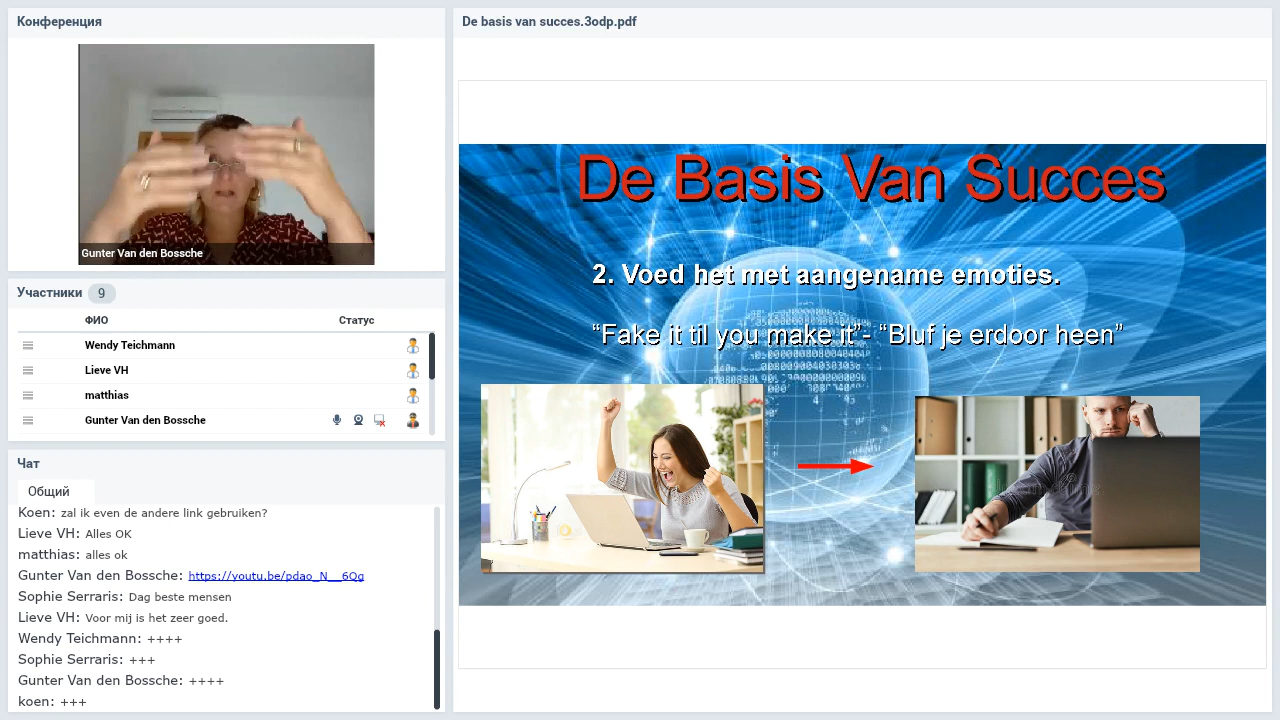 Конференция
Gunter Van den Bossche
Участники 9
ФИО Статус
Wendy Teichmann
Lieve VH
matthias
Gunter Van den Bossche
Чат
Общий
Koen: zal ik even de andere link gebruiken?
Lieve VH: Alles OK
matthias: alles ok
Gunter Van den Bossche: https://youtu.be/pdao_N__6Qg
Sophie Serraris: Dag beste mensen
Lieve VH: Voor mij is het zeer goed.
Wendy Teichmann: ++++
Sophie Serraris: +++
Gunter Van den Bossche: ++++
koen: +++
De basis van succes.3odp.pdf
De Basis Van Succes
2. Voed het met aangename emoties.
“Fake it til you make it”- “Bluf je erdoor heen”